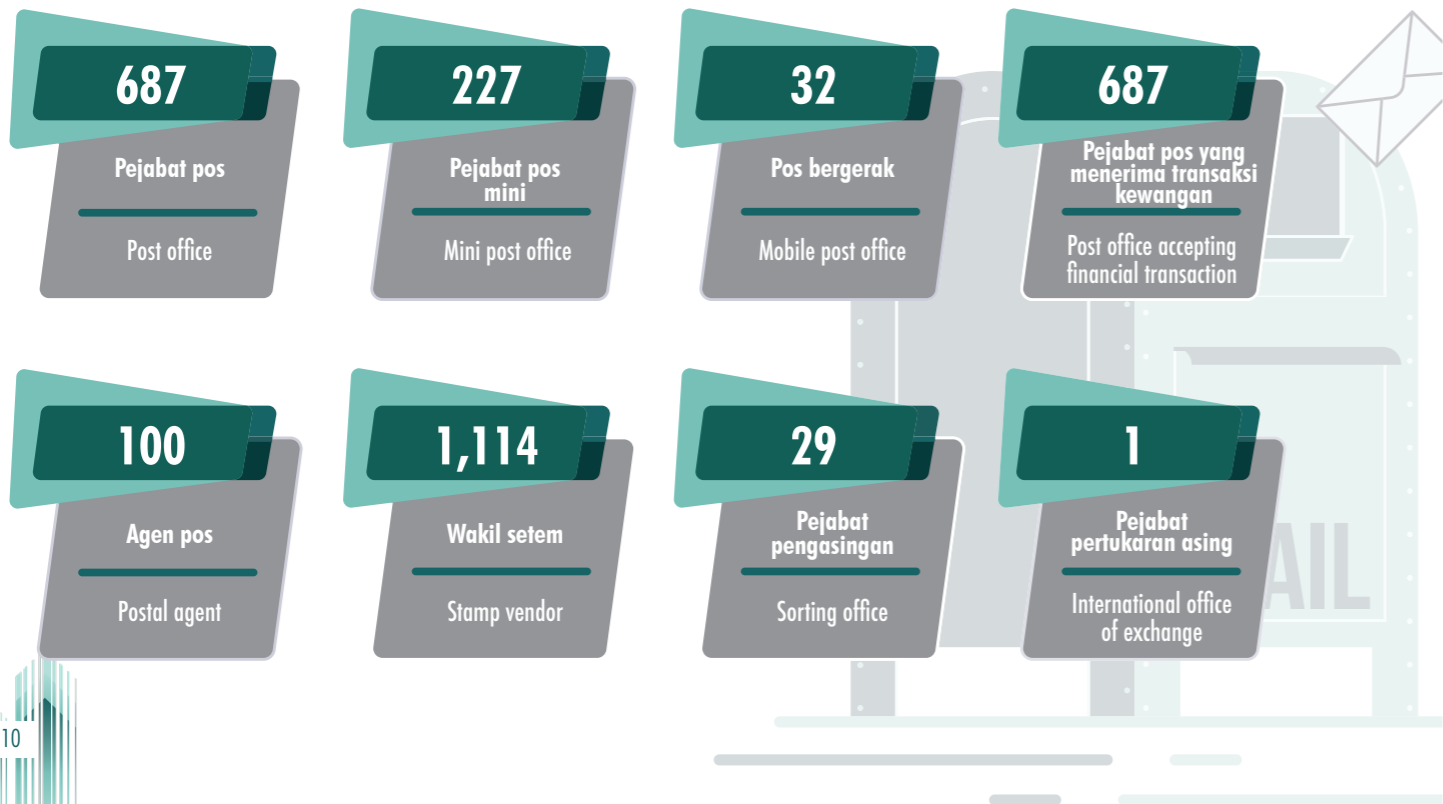 687
Pejabat pos
Post office
227
Pejabat pos
mini
Mini post office
32
Pos bergerak
Mobile post office
687
Pejabat pos yang
menerima transaksi
kewangan
Post office accepting
financial transaction
100
Agen pos
Postal agent
1,114
Wakil setem
Stamp vendor
29
Pejabat
pengasingan
Sorting office
1
Pejabat
pertukaran asing
International office
of exchange
AIL
10